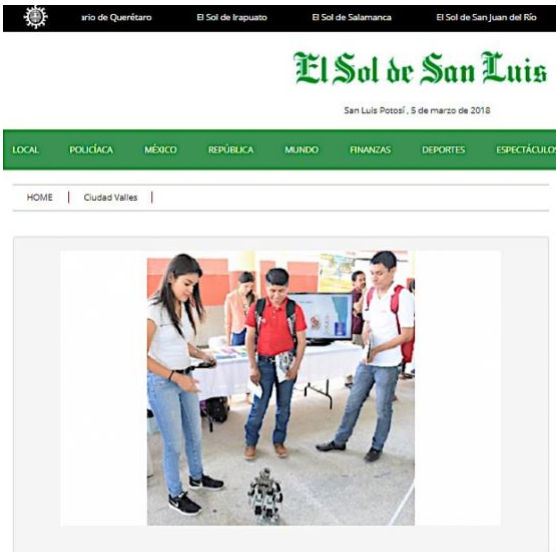 ario de Querétaro El Sol de Irapuato El Sol de Salamanca El Sol de San Juan del Río
El Sol de San Luis
San Luis Potosí , 5 de marzo de 2018
LOCAL POLICÍACA MÉXICO REPÚBLICA MUNDO FINANZAS DEPORTES ESPECTÁCULOS
HOME | Ciudad Valles |